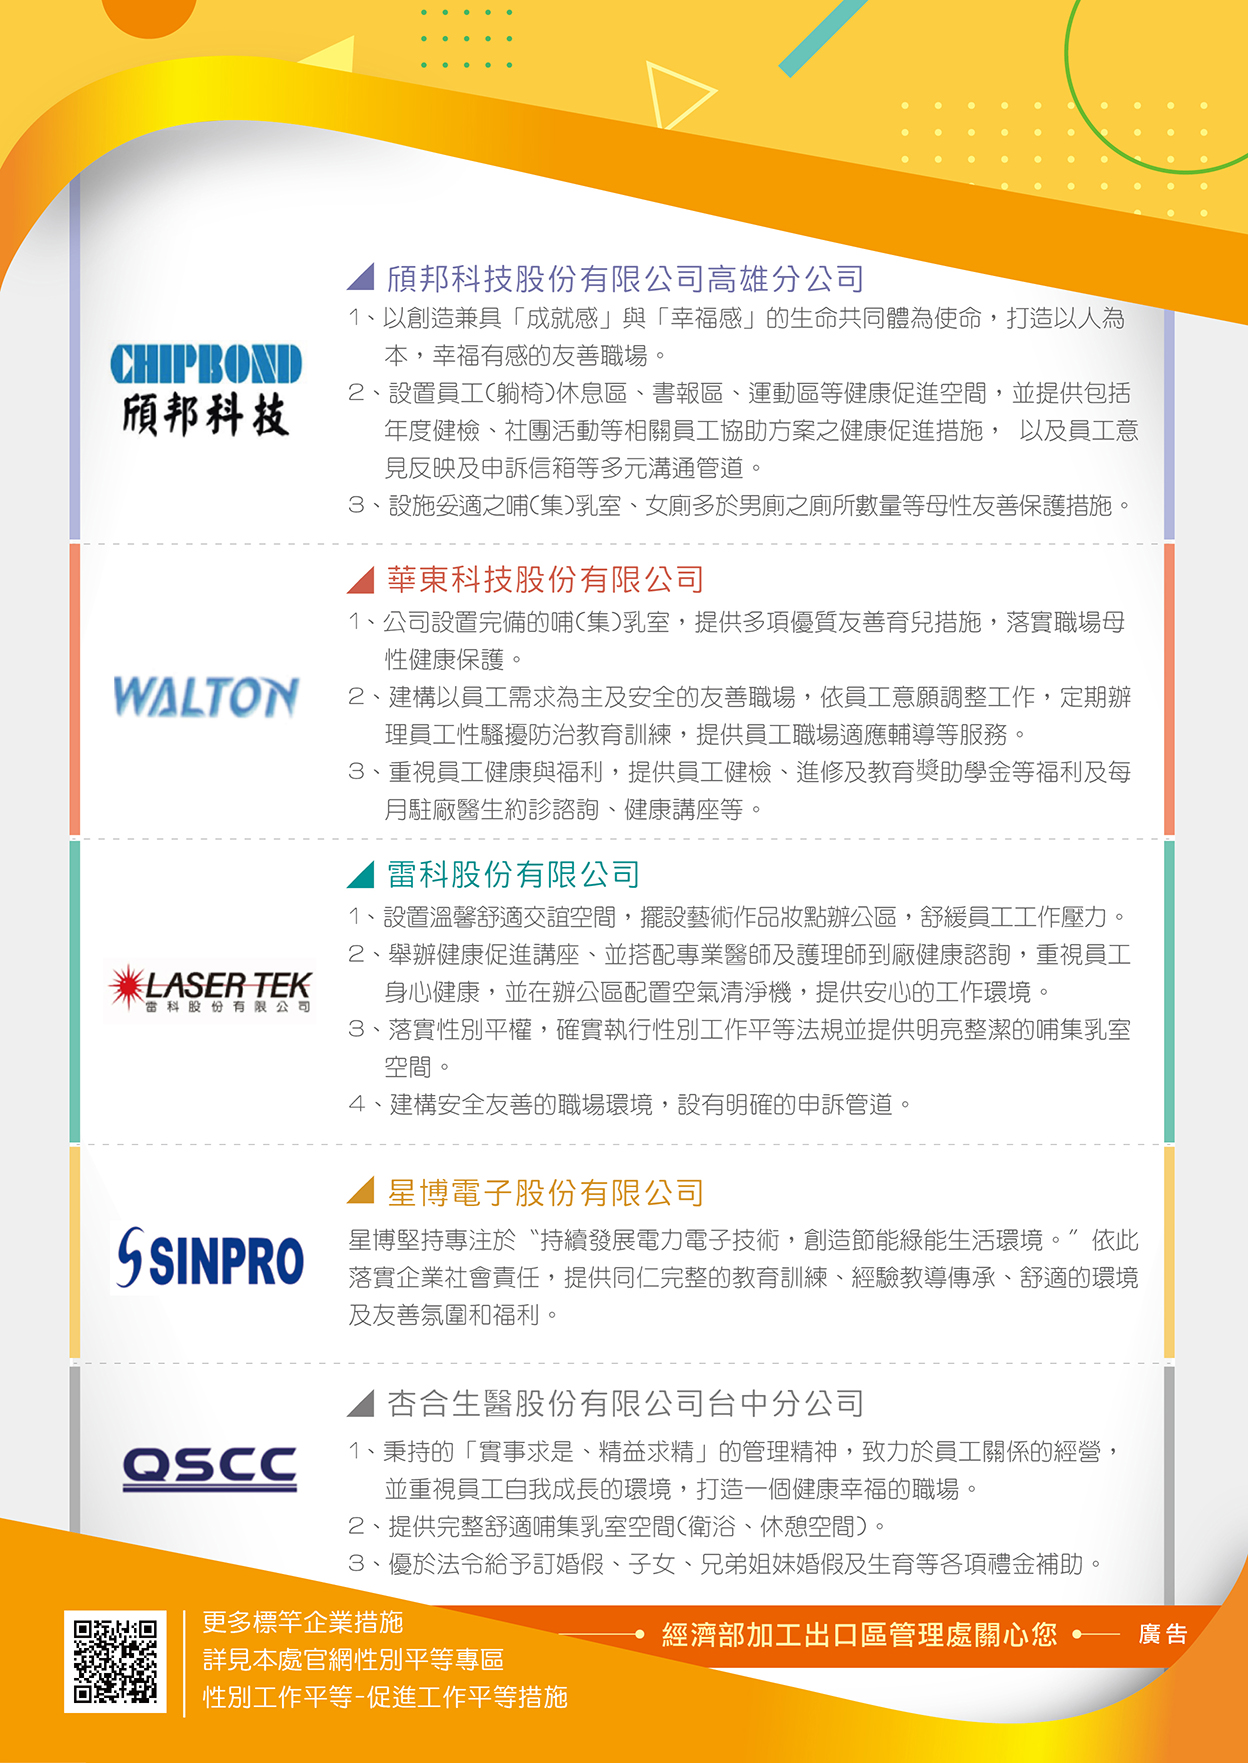 頎邦科技股份有限公司高雄分公司
CHIPBOND
頎邦科技
1、以創造兼具「成就感」與「幸福感」的生命共同體為使命，打造以人為
本，幸福有感的友善職場。
2、設置員工(躺椅)休息區、書報區、運動區等健康促進空間，並提供包括
年度健檢、社團活動等相關員工協助方案之健康促進措施， 以及員工意
見反映及申訴信箱等多元溝通管道。
3、設施妥適之哺(集)乳室、女廁多於男廁之廁所數量等母性友善保護措施。
華東科技股份有限公司
WALTON
1、公司設置完備的哺(集)乳室，提供多項優質友善育兒措施，落實職場母
性健康保護。
2、建構以員工需求為主及安全的友善職場，依員工意願調整工作，定期辦
理員工性騷擾防治教育訓練，提供員工職場適應輔導等服務。
3、重視員工健康與福利，提供員工健檢、進修及教育獎助學金等福利及每
月駐廠醫生約診諮詢、健康講座等。
雷科股份有限公司
LASER TEK
雷科股份有限公司
1、設置溫馨舒適交誼空間，擺設藝術作品妝點辦公區，舒緩員工工作壓力。
2、舉辦健康促進講座、並搭配專業醫師及護理師到廠健康諮詢，重視員工
身心健康，並在辦公區配置空氣清淨機，提供安心的工作環境。
3、落實性別平權，確實執行性別工作平等法規並提供明亮整潔的哺集乳室
空間。
4、建構安全友善的職場環境，設有明確的申訴管道。
星博電子股份有限公司
SINPRO
星博堅持專注於〝持續發展電力電子技術，創造節能綠能生活環境。〞依此
落實企業社會責任，提供同仁完整的教育訓練、經驗教導傳承、舒適的環境
及友善氛圍和福利。
杏合生醫股份有限公司台中分公司
QSCC
1、秉持的「實事求是、精益求精」的管理精神，致力於員工關係的經營，
並重視員工自我成長的環境，打造一個健康幸福的職場。
2、提供完整舒適哺集乳室空間(衛浴、休憩空間)。
3、優於法令給予訂婚假、子女、兄弟姐妹婚假及生育等各項禮金補助。
更多標竿企業措施
詳見本處官網性別平等專區
性別工作平等-促進工作平等措施
經濟部加工出口區管理處關心您
廣告